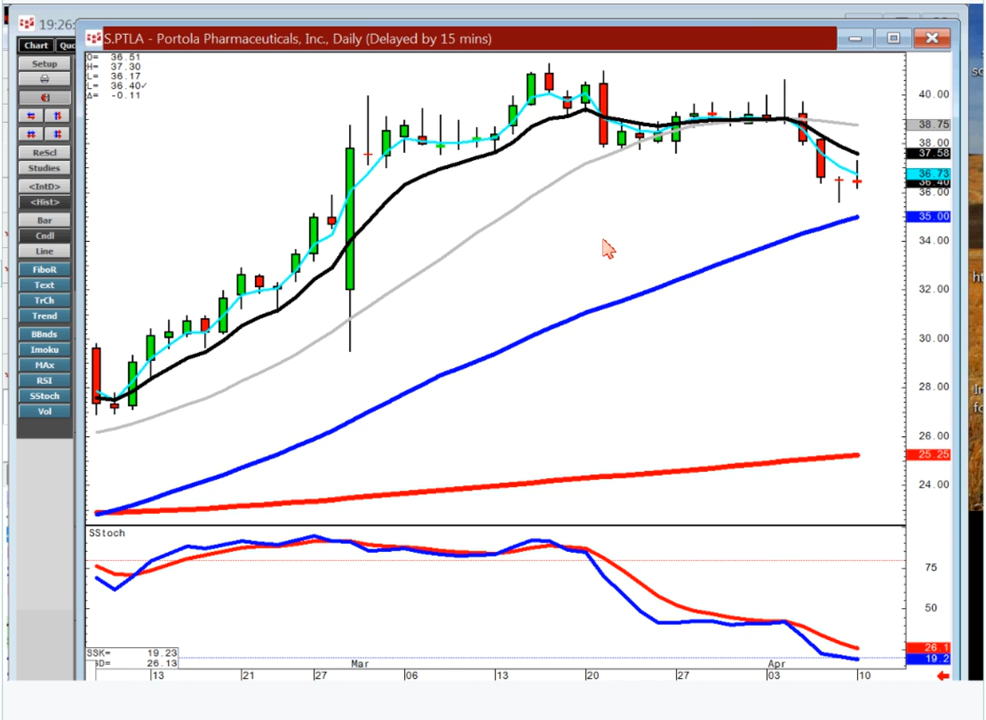 19:26:
S.PTLA - Portola Pharmaceuticals, Inc., Daily (Delayed by 15 mins)
Chart
Setup
ReScl
Studies
<IntD>
<Hist>
Bar
Cndl
Line
FiboR
Text
TrCh
Trend
BBnds
Imoku
MAx
RSI
SStoch
Vol
O= 36.51
H= 37.30
L= 36.17
L= 36.40✓
Δ= -0.11
40.00
38.75
38.00
37.58
36.73
36.40
36.00
35.00
34.00
32.00
30.00
28.00
26.00
25.25
24.00
SStoch
75
50
26.1
19.2
SSK= 19.23
SD= 26.13
Mar
Apr
13
21
27
06
13
20
27
03
10